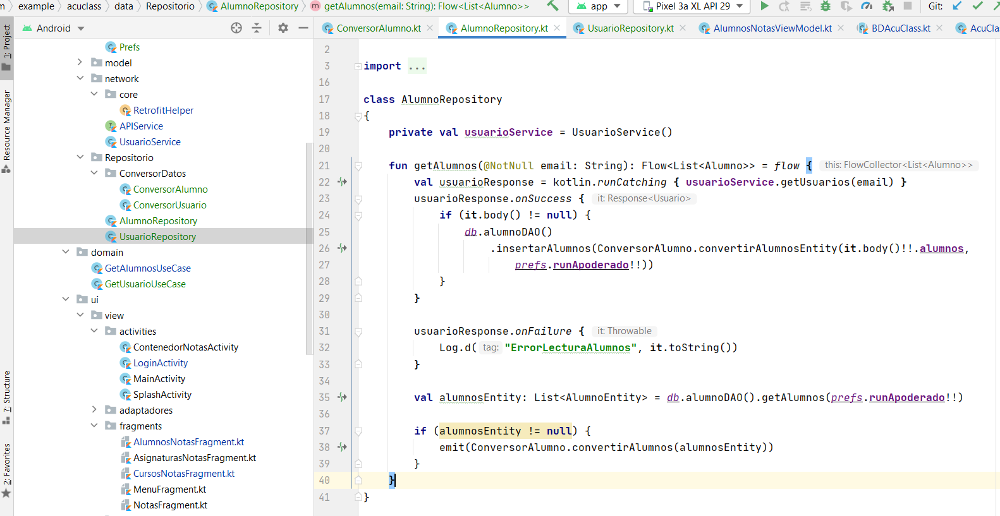 m example acuclass data Repositorio AlumnoRepository getAlumnos(email: String): Flow<List<Alumno>> app Pixel 3a XL API 29 Git:
1: Project
Resource Manager
7: Structure
2: Favorites
Android
Prefs
model
network
core
RetrofitHelper
APIService
UsuarioService
Repositorio
ConversorDatos
ConversorAlumno
ConversorUsuario
AlumnoRepository
UsuarioRepository
domain
GetAlumnosUseCase
GetUsuarioUseCase
ui
view
activities
ContenedorNotasActivity
LoginActivity
MainActivity
SplashActivity
adaptadores
fragments
AlumnosNotasFragment.kt
AsignaturasNotasFragment.kt
CursosNotasFragment.kt
MenuFragment.kt
NotasFragment.kt
ConversorAlumno.kt AlumnoRepository.kt UsuarioRepository.kt AlumnosNotasViewModel.kt BDAcuClass.kt AcuCla
2
3 import ...
16
17 class AlumnoRepository
18 {
19 private val usuarioService = UsuarioService()
20
21 fun getAlumnos(@NotNull email: String): Flow<List<Alumno>> = flow { this: FlowCollector<List<Alumno>>
22 val usuarioResponse = kotlin.runCatching { usuarioService.getUsuarios(email) }
23 usuarioResponse.onSuccess { it: Response<Usuario>
24 if (it.body() != null) {
25 db.alumnoDAO()
26 .insertarAlumnos(ConversorAlumno.convertirAlumnosEntity(it.body()!!.alumnos,
27 prefs.runApoderado!!))
28 }
29 }
30
31 usuarioResponse.onFailure { it: Throwable
32 Log.d( tag: "ErrorLecturaAlumnos", it.toString())
33 }
34
35 val alumnosEntity: List<AlumnoEntity> = db.alumnoDAO().getAlumnos(prefs.runApoderado!!)
36
37 if (alumnosEntity != null) {
38 emit(ConversorAlumno.convertirAlumnos(alumnosEntity))
39 }
40 }
41 }